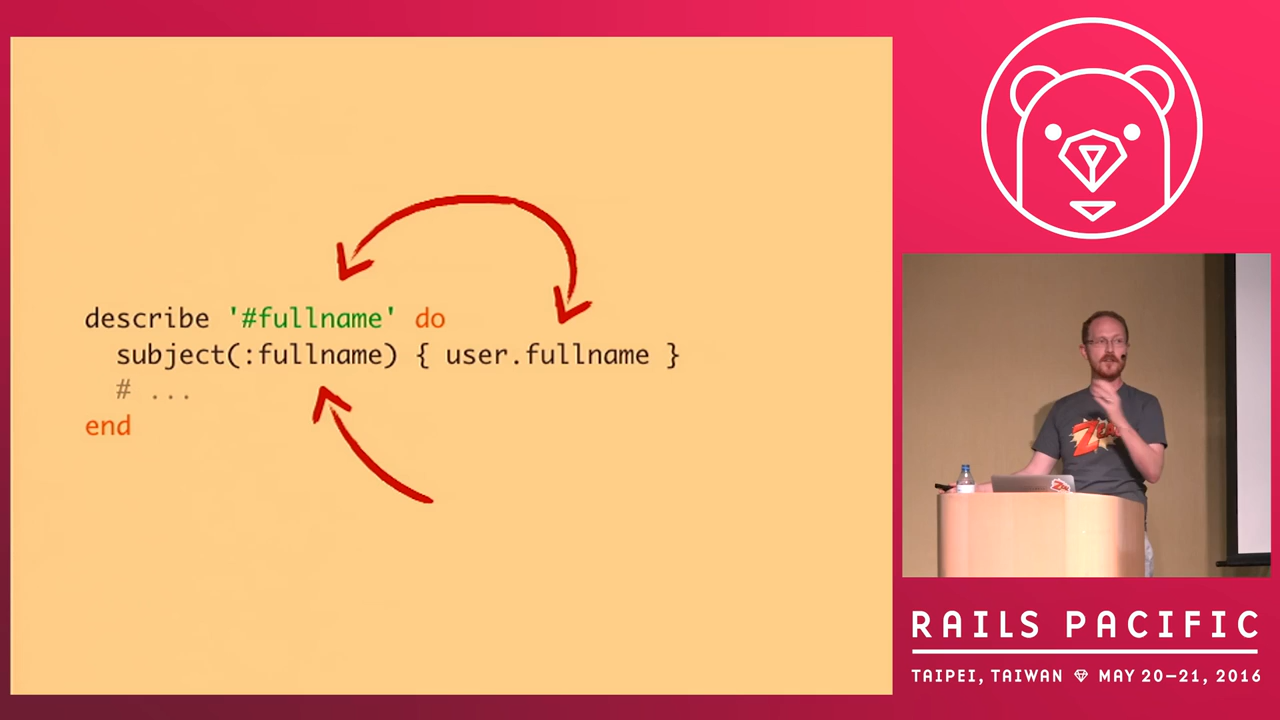 describe '#fullname' do
  subject(:fullname) { user.fullname }
  # ...
end
RAILS PACIFIC
TAIPEI, TAIWAN MAY 20–21, 2016